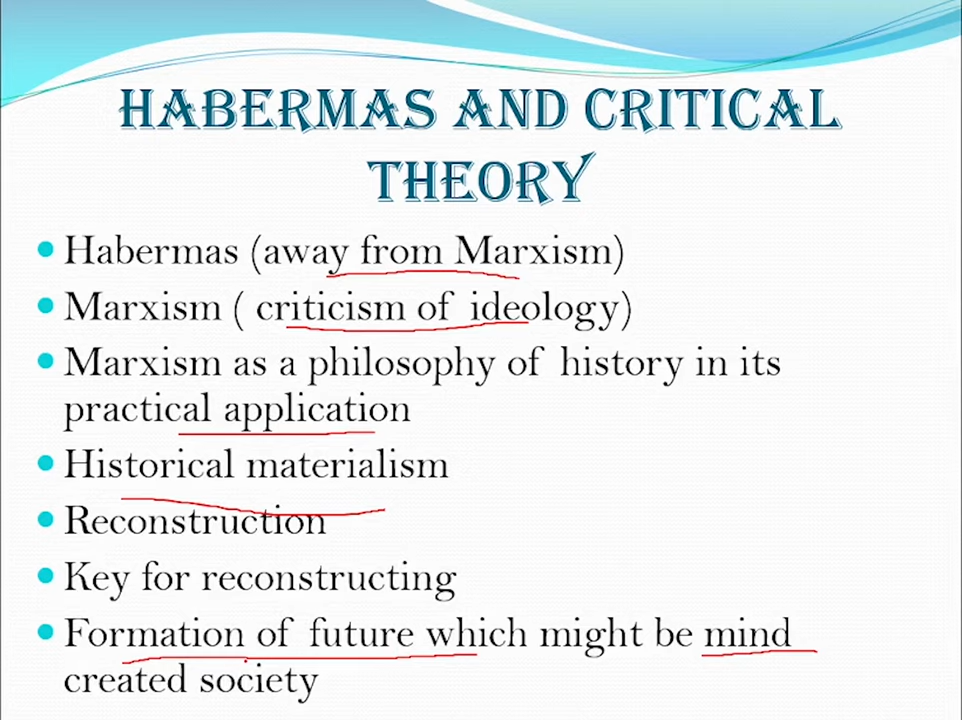 HABERMAS AND CRITICAL
THEORY
Habermas (away from Marxism)
Marxism ( criticism of ideology)
Marxism as a philosophy of history in its
practical application
Historical materialism
Reconstruction
Key for reconstructing
Formation of future which might be mind
created society